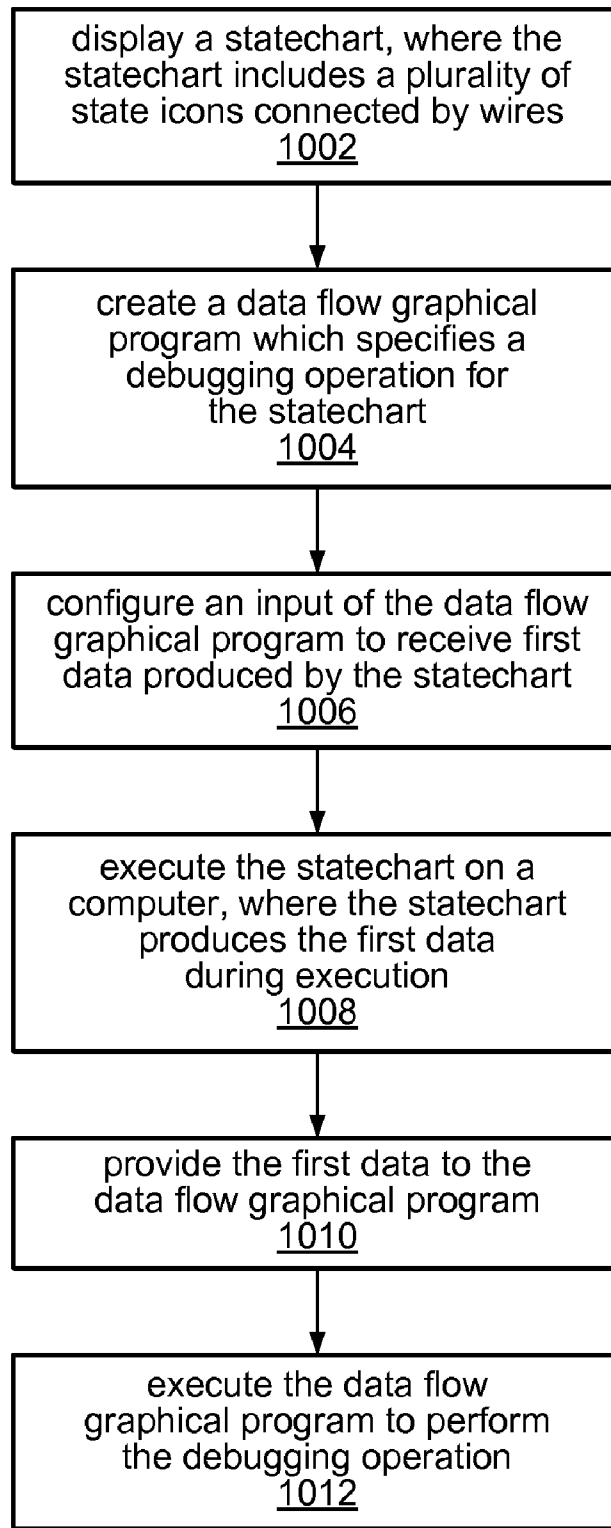 display a statechart, where the
statechart includes a plurality of
state icons connected by wires
1002
create a data flow graphical
program which specifies a
debugging operation for
the statechart
1004
configure an input of the data flow
graphical program to receive first
data produced by the statechart
1006
execute the statechart on a
computer, where the statechart
produces the first data
during execution
1008
provide the first data to the
data flow graphical program
1010
execute the data flow
graphical program to perform
the debugging operation
1012